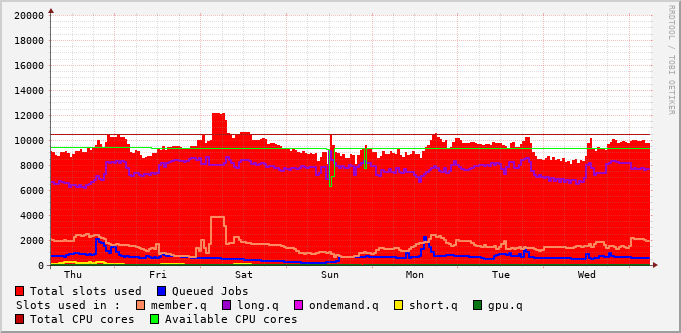 RRDTOOL / TOBI OETIKER
20000
18000
16000
14000
12000
10000
8000
6000
4000
2000
0
Thu Fri Sat Sun Mon Tue Wed
Total slots used Queued Jobs
Slots used in : member.q long.q ondemand.q short.q gpu.q
Total CPU cores Available CPU cores